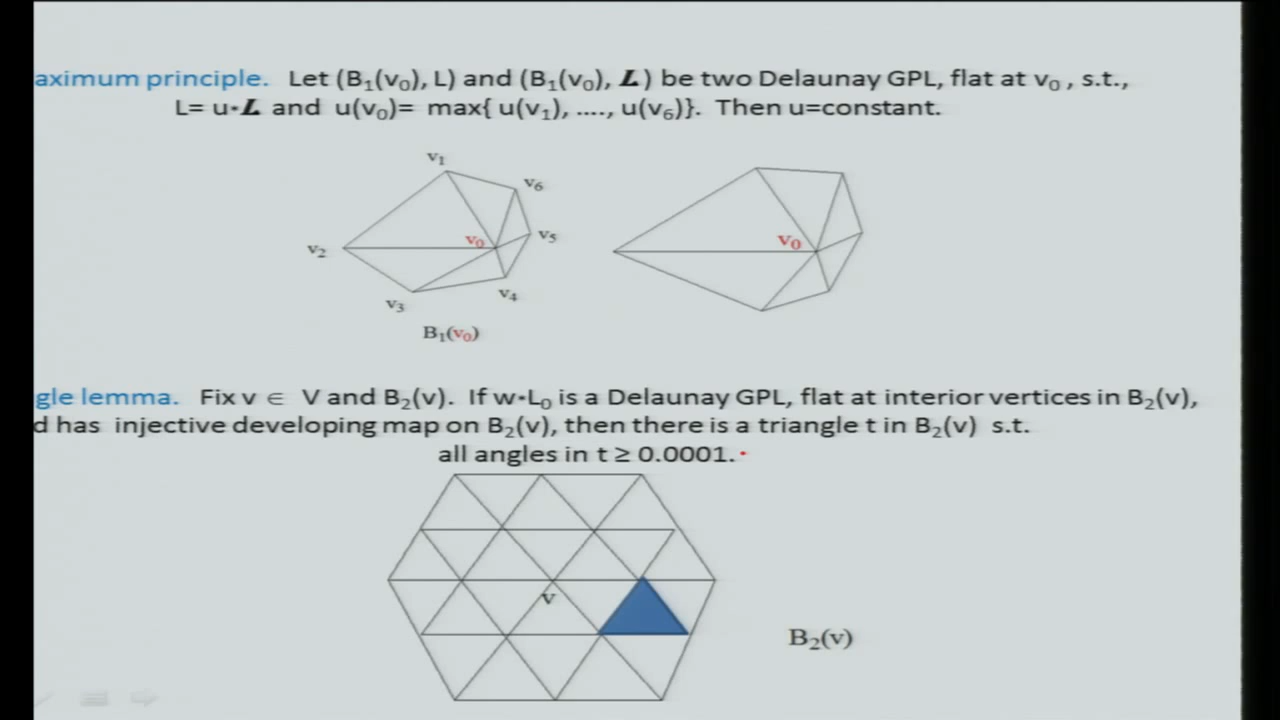 aximum principle. Let (B₁(v₀), L) and (B₁(v₀), 𝑳) be two Delaunay GPL, flat at v₀ , s.t.,
L= u*𝑳 and u(v₀)= max{ u(v₁), ...., u(v₆)}. Then u=constant.
v₁
v₆
v₂ v₀ v₅ v₀
v₃ v₄
B₁(v₀)
gle lemma. Fix v ∈ V and B₂(v). If w*L₀ is a Delaunay GPL, flat at interior vertices in B₂(v),
d has injective developing map on B₂(v), then there is a triangle t in B₂(v) s.t.
all angles in t ≥ 0.0001.
v
B₂(v)